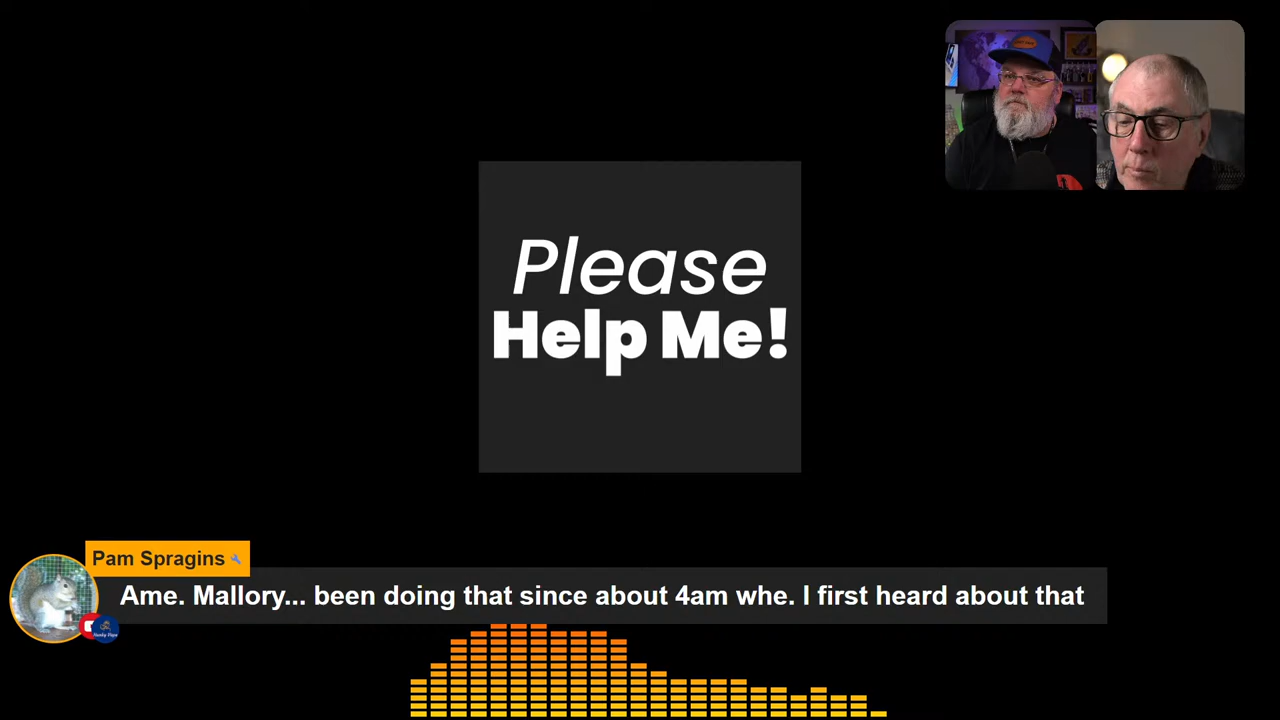 Please
Help Me!
Pam Spragins
Ame. Mallory... been doing that since about 4am whe. I first heard about that